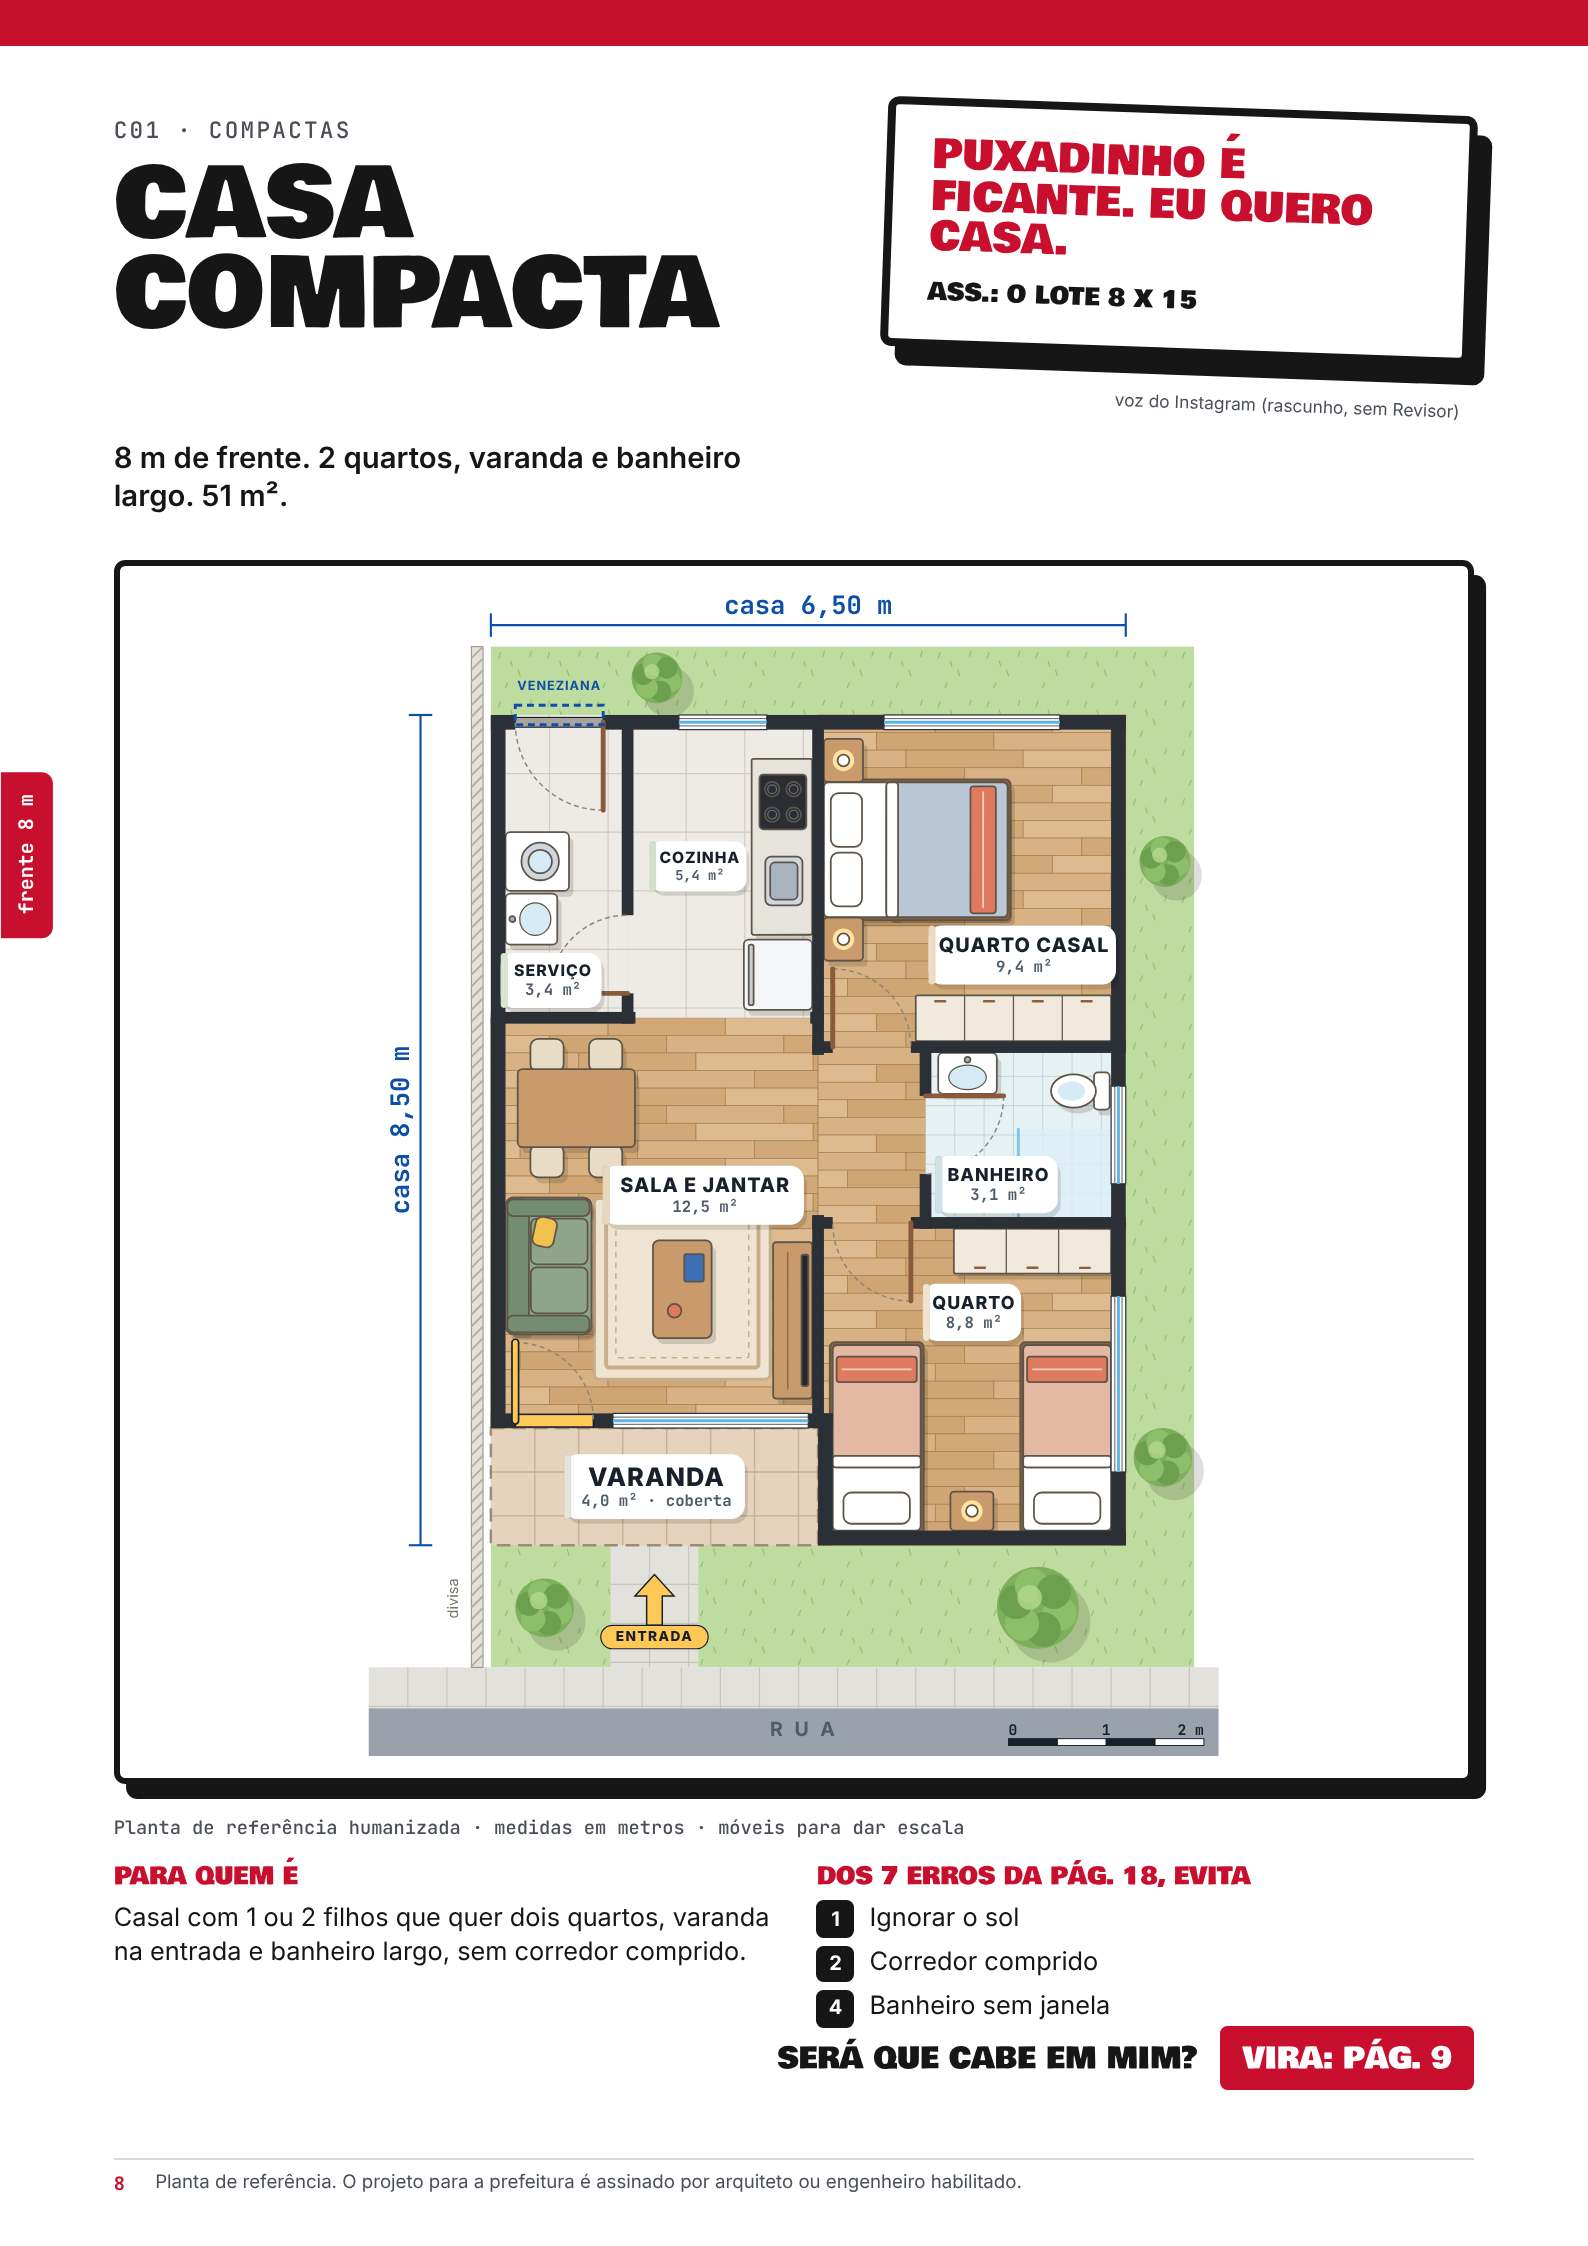 C01 · COMPACTAS
CASA
COMPACTA
PUXADINHO É
FICANTE. EU QUERO
CASA.
ASS.: O LOTE 8 X 15
voz do Instagram (rascunho, sem Revisor)
8 m de frente. 2 quartos, varanda e banheiro
largo. 51 m².
frente 8 m
casa 6,50 m
VENEZIANA
COZINHA
5,4 m²
QUARTO CASAL
9,4 m²
SERVIÇO
3,4 m²
casa 8,50 m
BANHEIRO
3,1 m²
SALA E JANTAR
12,5 m²
QUARTO
8,8 m²
VARANDA
4,0 m² · coberta
divisa
ENTRADA
RUA
0 1 2 m
Planta de referência humanizada · medidas em metros · móveis para dar escala
PARA QUEM É
Casal com 1 ou 2 filhos que quer dois quartos, varanda
na entrada e banheiro largo, sem corredor comprido.
DOS 7 ERROS DA PÁG. 18, EVITA
1 Ignorar o sol
2 Corredor comprido
4 Banheiro sem janela
SERÁ QUE CABE EM MIM? VIRA: PÁG. 9
8 Planta de referência. O projeto para a prefeitura é assinado por arquiteto ou engenheiro habilitado.